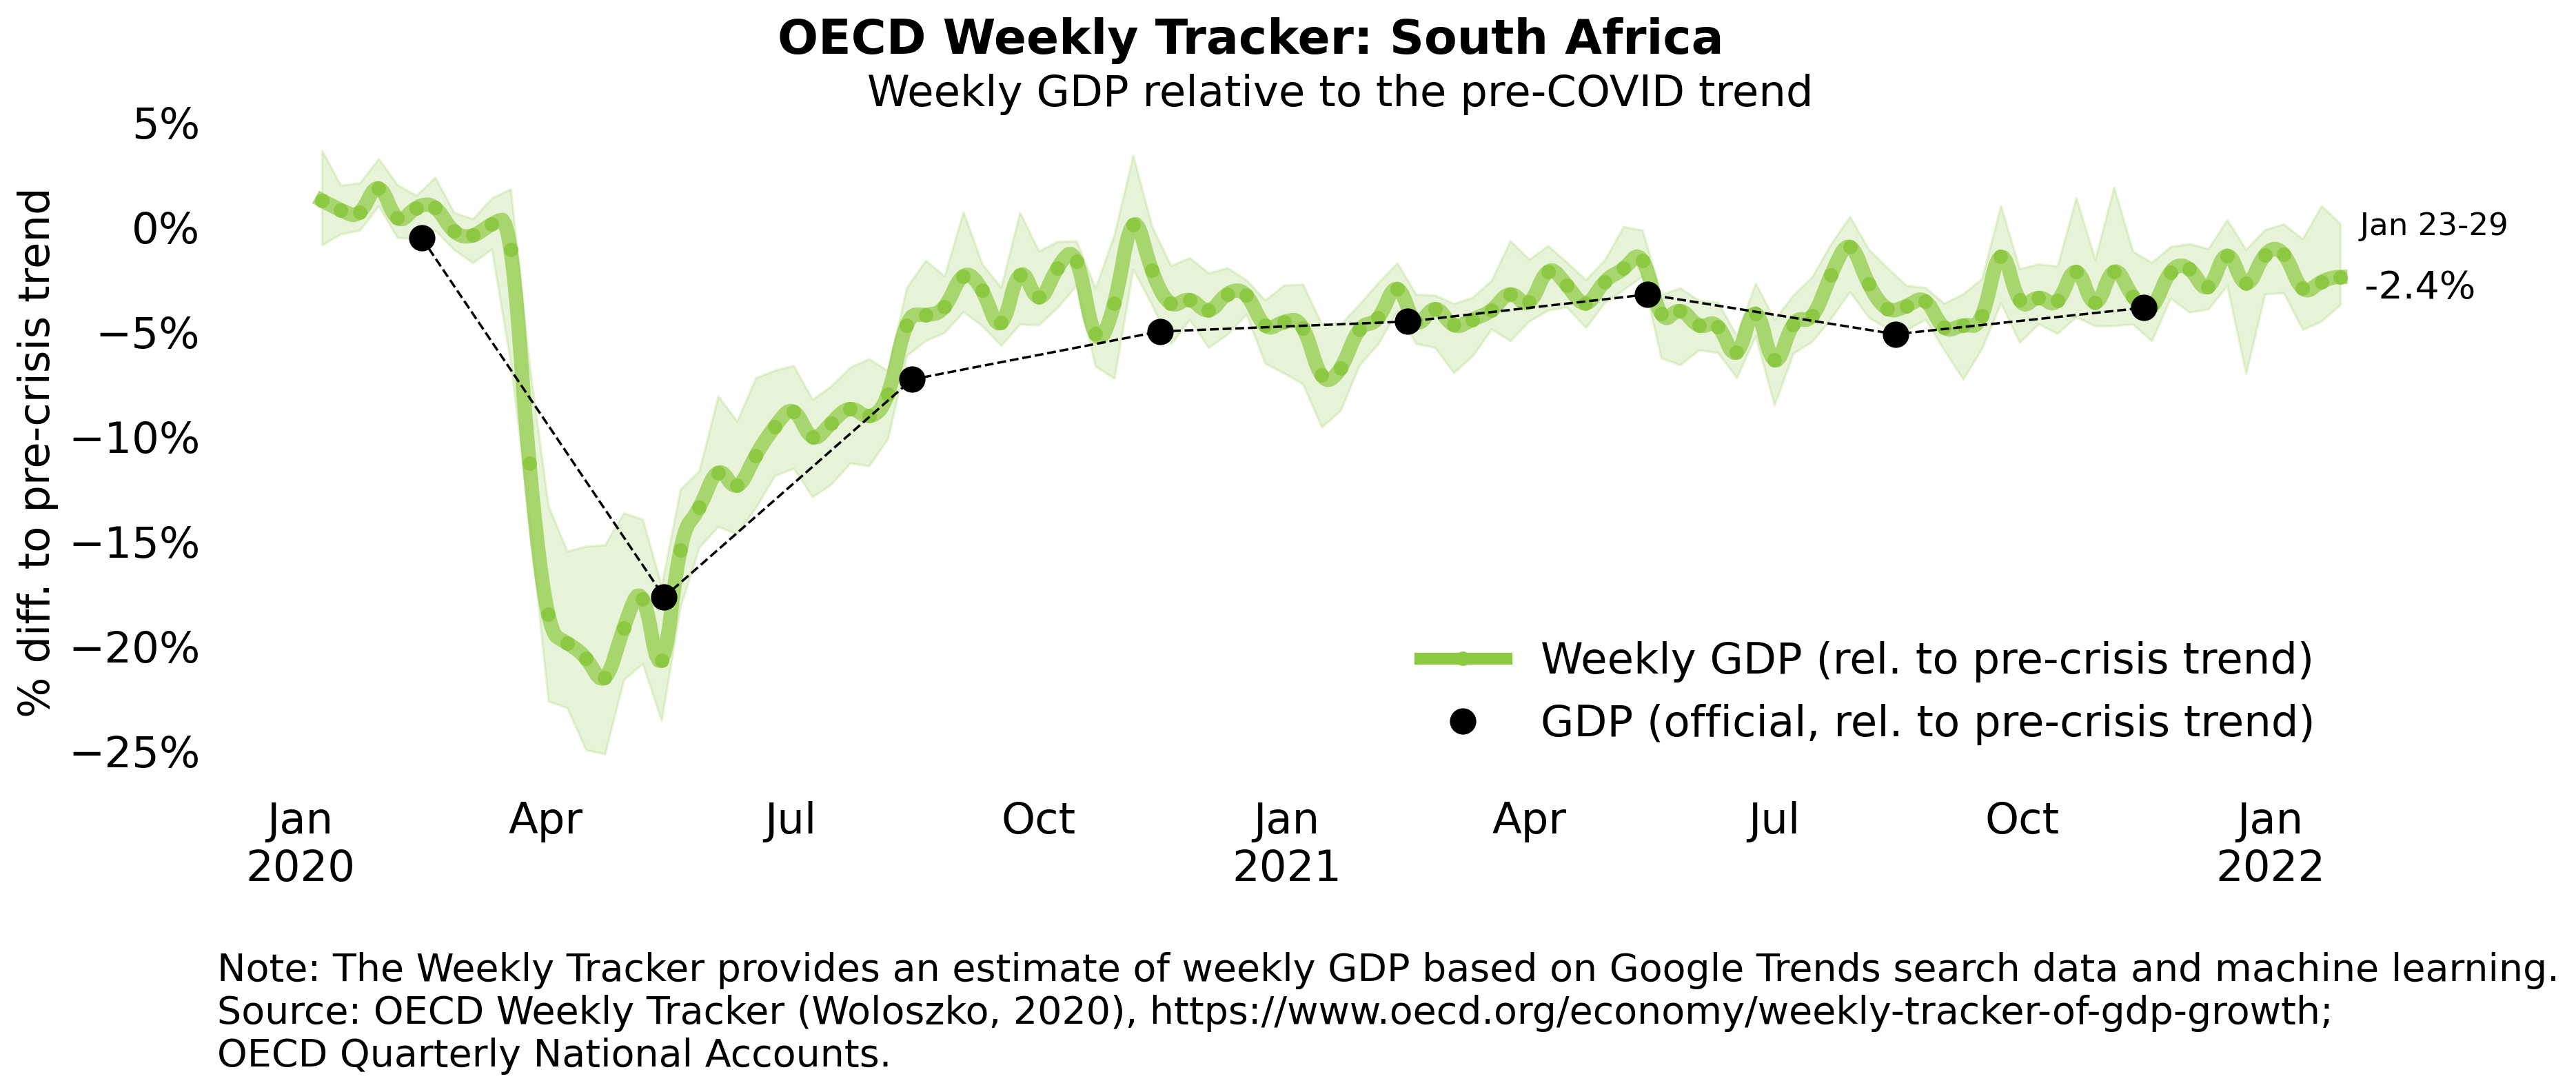 OECD Weekly Tracker: South Africa
Weekly GDP relative to the pre-COVID trend
% diff. to pre-crisis trend
5%
0%
−5%
−10%
−15%
−20%
−25%
Jan 23-29
-2.4%
Weekly GDP (rel. to pre-crisis trend)
GDP (official, rel. to pre-crisis trend)
Jan Apr Jul Oct Jan Apr Jul Oct Jan
2020 2021 2022
Note: The Weekly Tracker provides an estimate of weekly GDP based on Google Trends search data and machine learning.
Source: OECD Weekly Tracker (Woloszko, 2020), https://www.oecd.org/economy/weekly-tracker-of-gdp-growth;
OECD Quarterly National Accounts.